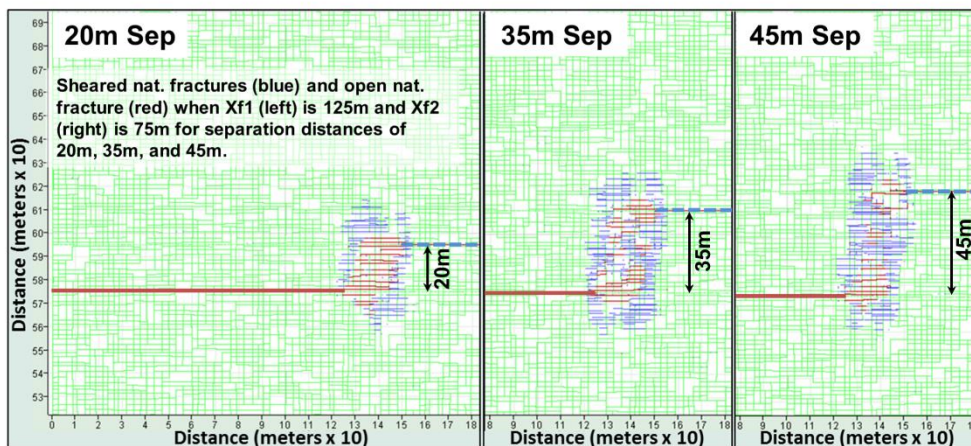 20m Sep
35m Sep
45m Sep
Sheared nat. fractures (blue) and open nat.
fracture (red) when Xf1 (left) is 125m and Xf2
(right) is 75m for separation distances of
20m, 35m, and 45m.
Distance (meters x 10)
69
67
65
64
63
62
61
60
59
58
57
56
55
54
53
20m
35m
45m
0 1 2 3 4 5 6 7 8 9 10 11 12 13 14 15 16 17 18
8 9 10 11 12 13 14 15 16 17 18
8 9 10 11 12 13 14 15 16 17
Distance (meters x 10)
Distance (meters x 10)
Distance (meters x 10)